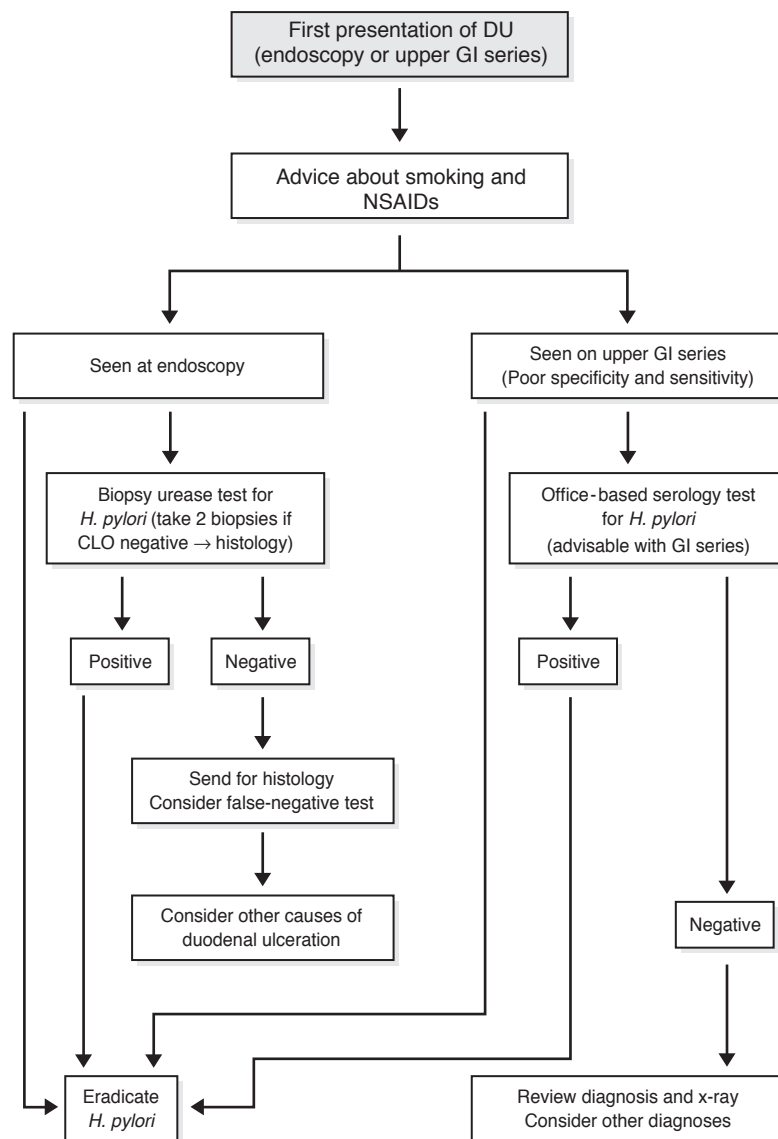 First presentation of DU
(endoscopy or upper GI series)
Advice about smoking and
NSAIDs
Seen at endoscopy
Seen on upper GI series
(Poor specificity and sensitivity)
Biopsy urease test for
H. pylori (take 2 biopsies if
CLO negative → histology)
Office-based serology test
for H. pylori
(advisable with GI series)
Positive
Negative
Positive
Send for histology
Consider false-negative test
Consider other causes of
duodenal ulceration
Negative
Eradicate
H. pylori
Review diagnosis and x-ray
Consider other diagnoses